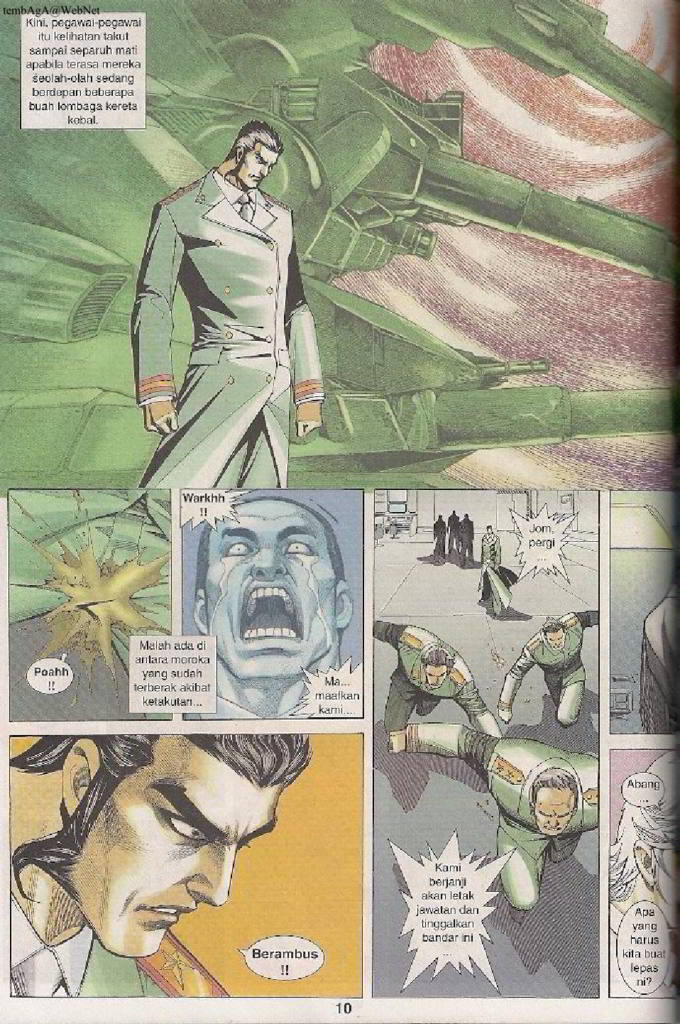 tembAgA@WebNet
Kini, pegawai-pegawai
itu kelihatan takut
sampai separuh mati
apabila terasa mereka
seolah-olah sedang
berdepan beberapa
buah lombaga kereta
kebal.
Poahh
!!
Warkhh
!!
Malah ada di
antara moroka
yang sudah
terberak akibat
ketakutan...
Ma...
maafkan
kami....
Jom,
pergi
...
Berambus
!!
Kami
berjanji
akan letak
jawatan dan
tinggalkan
bandar ini
...
Abang
...
Apa
yang
harus
kita buat
lepas
ni?
10